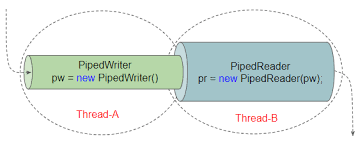 PipedWriter
pw = new PipedWriter()
PipedReader
pr = new PipedReader(pw);
Thread-A
Thread-B